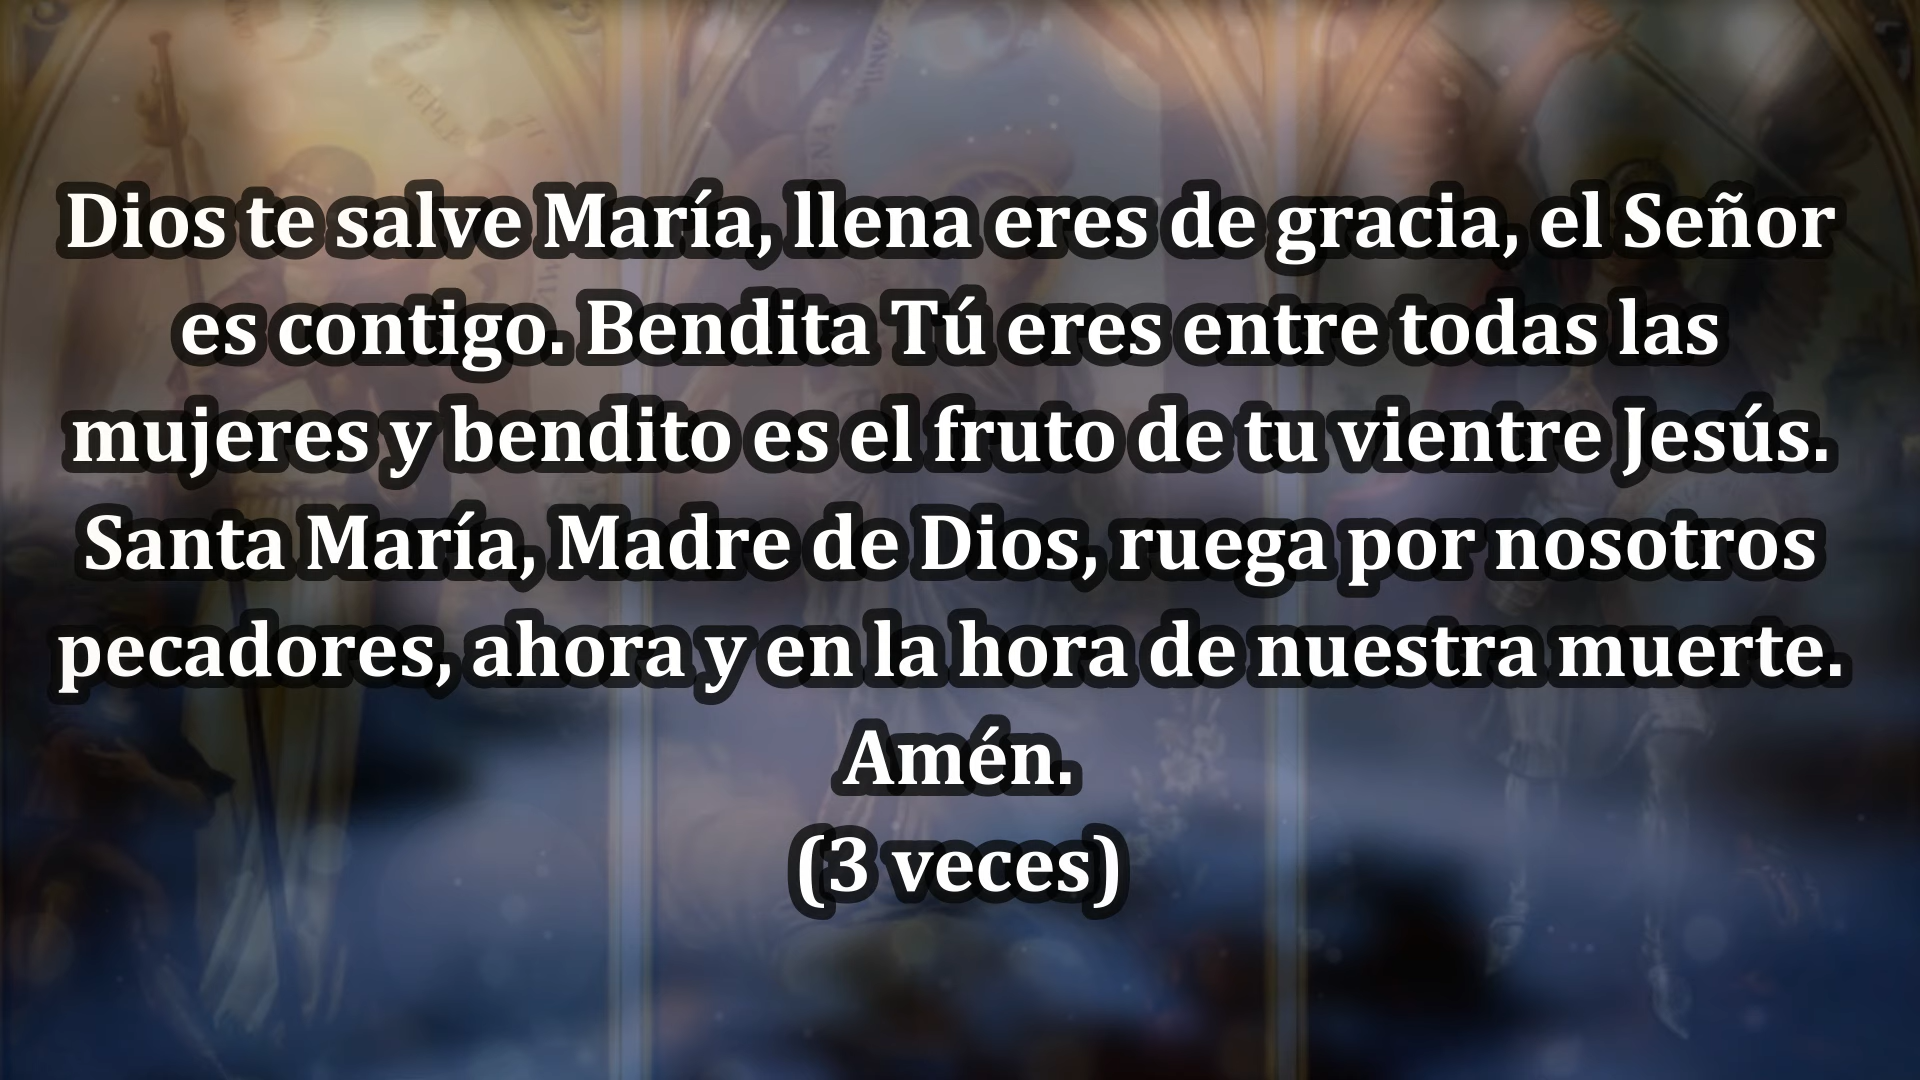 Dios te salve María, llena eres de gracia, el Señor
es contigo. Bendita Tú eres entre todas las
mujeres y bendito es el fruto de tu vientre Jesús.
Santa María, Madre de Dios, ruega por nosotros
pecadores, ahora y en la hora de nuestra muerte.
Amén.
(3 veces)